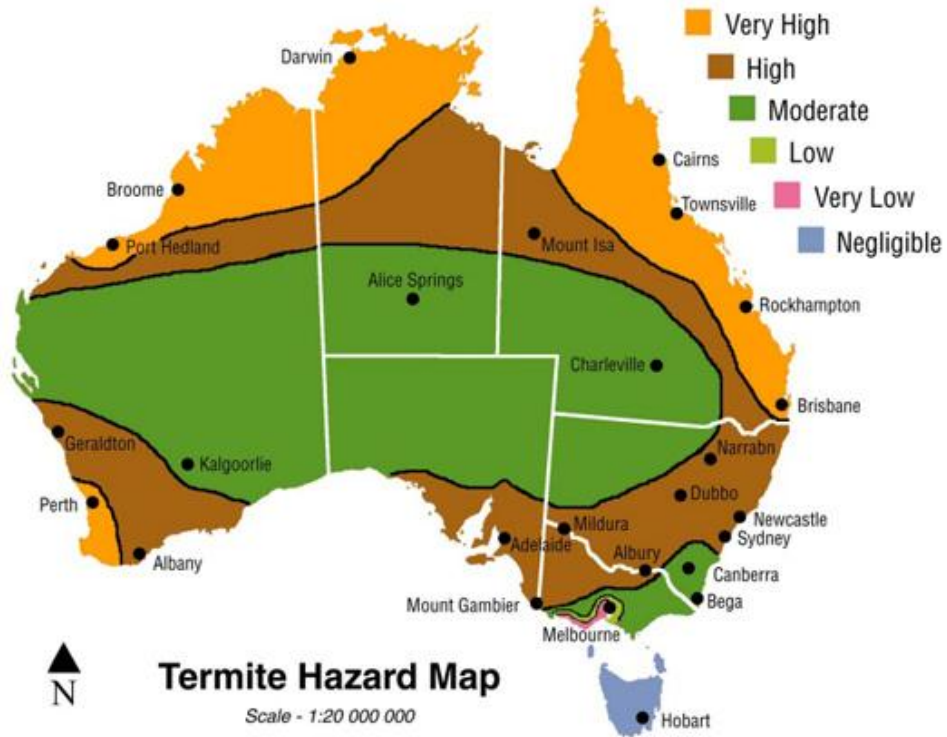 Very High
High
Moderate
Low
Very Low
Negligible
Darwin
Cairns
Broome
Townsville
Port Hedland
Mount Isa
Alice Springs
Rockhampton
Charleville
Brisbane
Geraldton
Narrabn
Kalgoorlie
Dubbo
Perth
Newcastle
Mildura
Sydney
Adelaide
Albury
Albany
Canberra
Mount Gambier
Bega
Melbourne
N
Termite Hazard Map
Scale - 1:20 000 000
Hobart